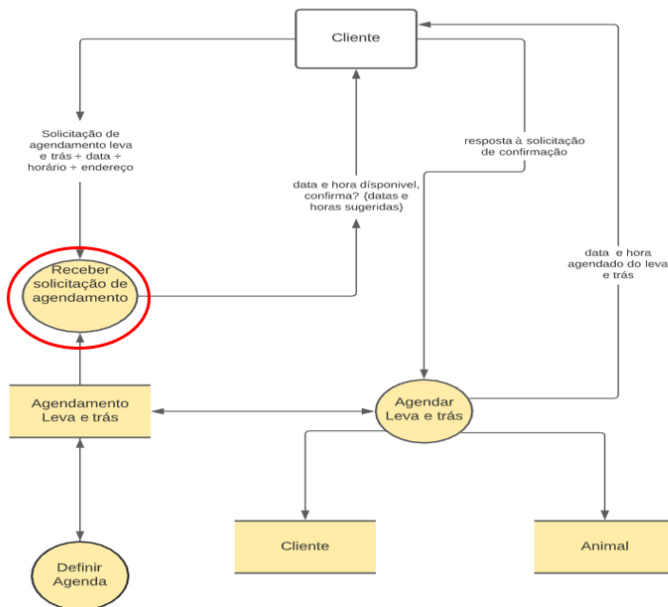 Cliente
Solicitação de
agendamento leva
e trás + data +
horário + endereço
resposta à solicitação
de confirmação
data e hora dísponivel,
confirma? {datas e
horas sugeridas}
data e hora
agendado do leva
e trás
Receber
solicitação de
agendamento
Agendamento
Leva e trás
Agendar
Leva e trás
Cliente
Animal
Definir
Agenda